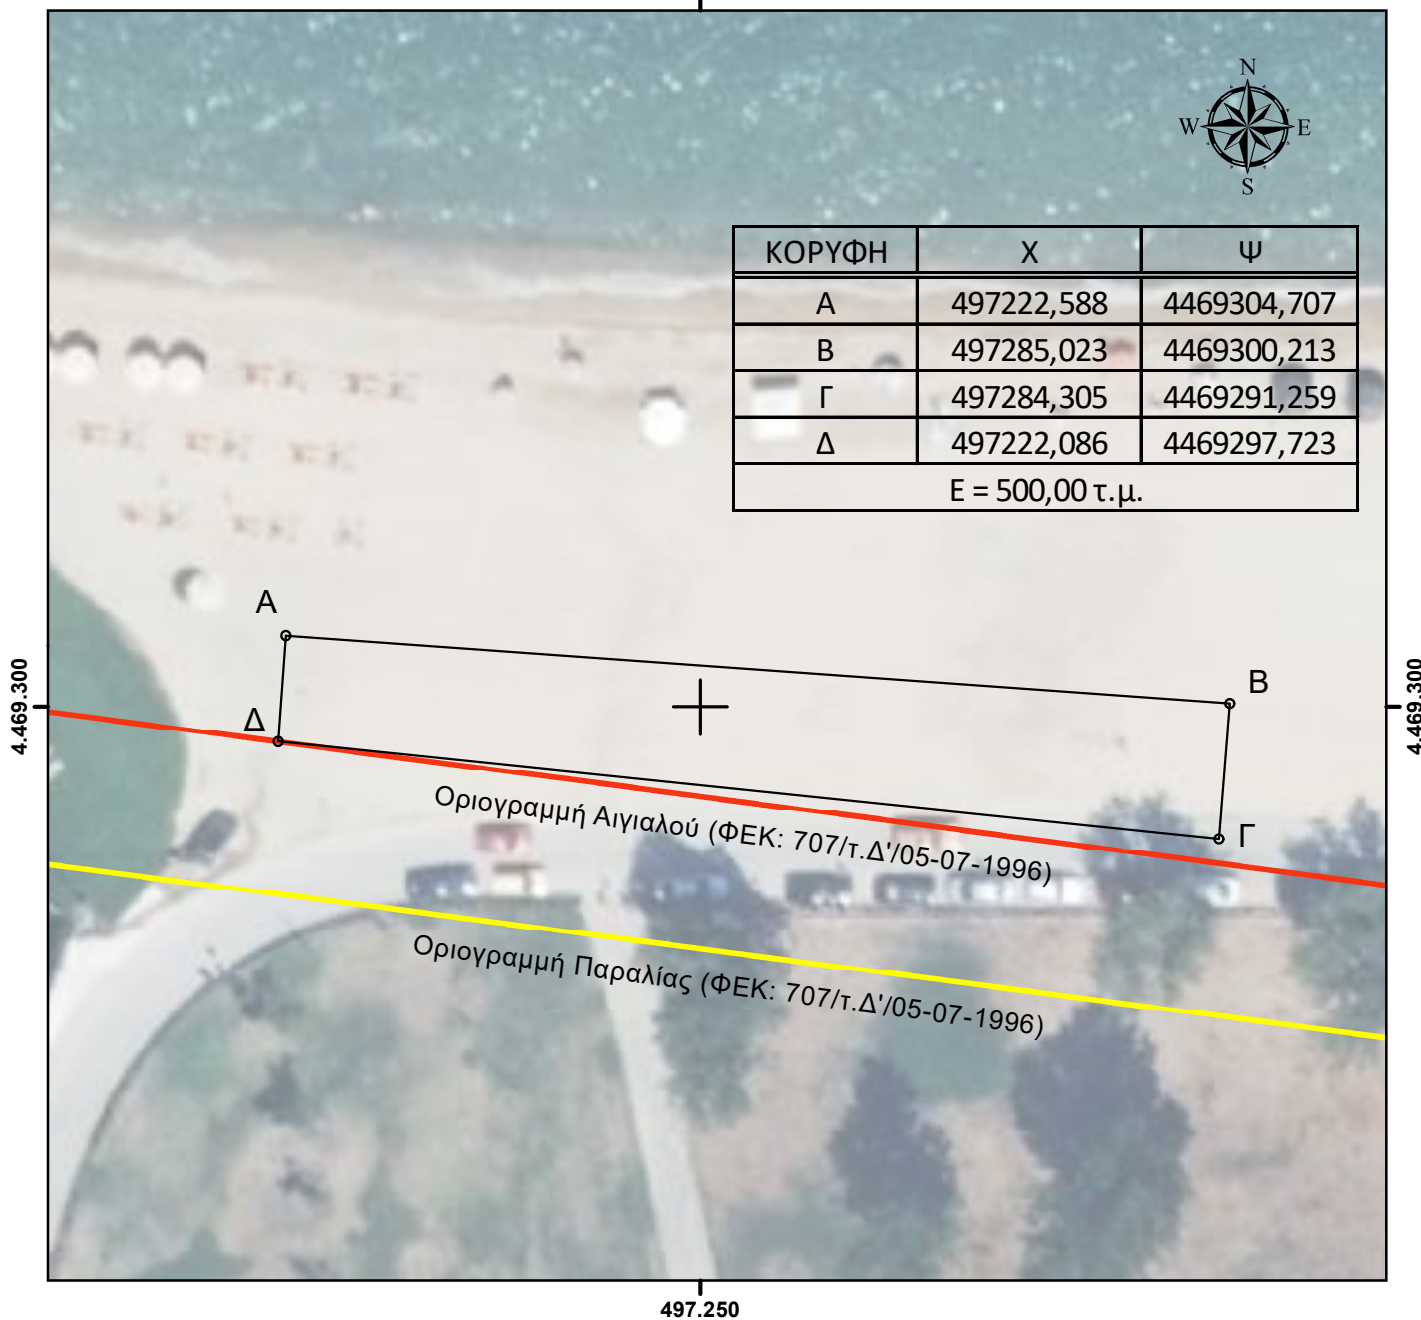 N
W E
S
ΚΟΡΥΦΗ Χ Ψ
Α 497222,588 4469304,707
Β 497285,023 4469300,213
Γ 497284,305 4469291,259
Δ 497222,086 4469297,723
Ε = 500,00 τ.μ.
Α
Β
Δ
Γ
4.469.300
4.469.300
Οριογραμμή Αιγιαλού (ΦΕΚ: 707/τ.Δ'/05-07-1996)
Οριογραμμή Παραλίας (ΦΕΚ: 707/τ.Δ'/05-07-1996)
497.250